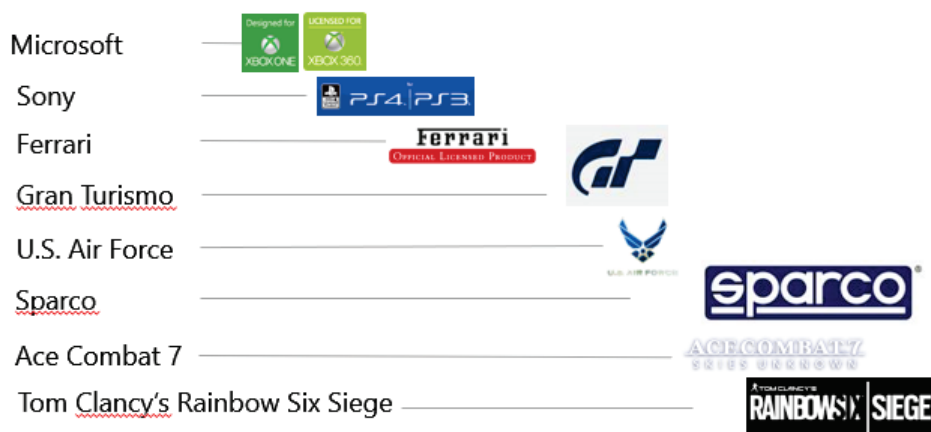 Microsoft
Designed for
XBOX ONE
LICENSED FOR
XBOX 360
Sony
PS4 PS3
Ferrari
Ferrari
OFFICIAL LICENSED PRODUCT
Gran Turismo
GT
U.S. Air Force
U.S. AIR FORCE
Sparco
sparco®
Ace Combat 7
ACE COMBAT 7
SKIES UNKNOWN
Tom Clancy's Rainbow Six Siege
TOM CLANCY'S
RAINBOW SIX SIEGE